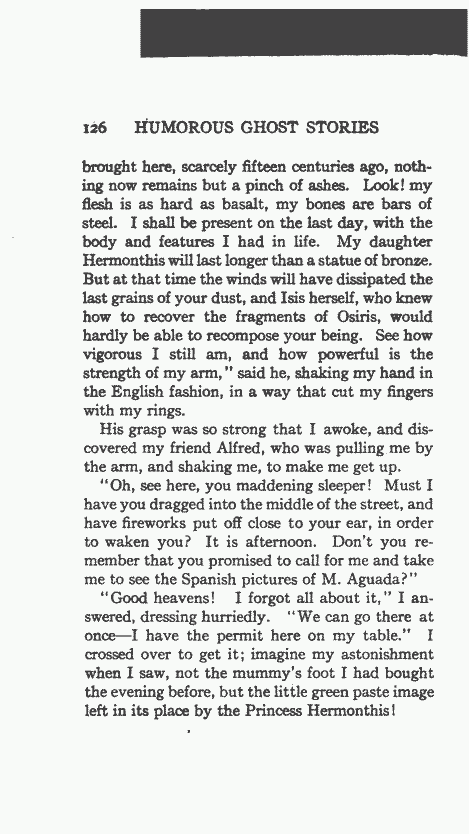 126 HUMOROUS GHOST STORIES
brought here, scarcely fifteen centuries ago, noth-
ing now remains but a pinch of ashes. Look! my
flesh is as hard as basalt, my bones are bars of
steel. I shall be present on the last day, with the
body and features I had in life. My daughter
Hermonthis will last longer than a statue of bronze.
But at that time the winds will have dissipated the
last grains of your dust, and Isis herself, who knew
how to recover the fragments of Osiris, would
hardly be able to recompose your being. See how
vigorous I still am, and how powerful is the
strength of my arm," said he, shaking my hand in
the English fashion, in a way that cut my fingers
with my rings.
His grasp was so strong that I awoke, and dis-
covered my friend Alfred, who was pulling me by
the arm, and shaking me, to make me get up.
"Oh, see here, you maddening sleeper! Must I
have you dragged into the middle of the street, and
have fireworks put off close to your ear, in order
to waken you? It is afternoon. Don't you re-
member that you promised to call for me and take
me to see the Spanish pictures of M. Aguada?"
"Good heavens! I forgot all about it," I an-
swered, dressing hurriedly. "We can go there at
once—I have the permit here on my table." I
crossed over to get it; imagine my astonishment
when I saw, not the mummy's foot I had bought
the evening before, but the little green paste image
left in its place by the Princess Hermonthis!